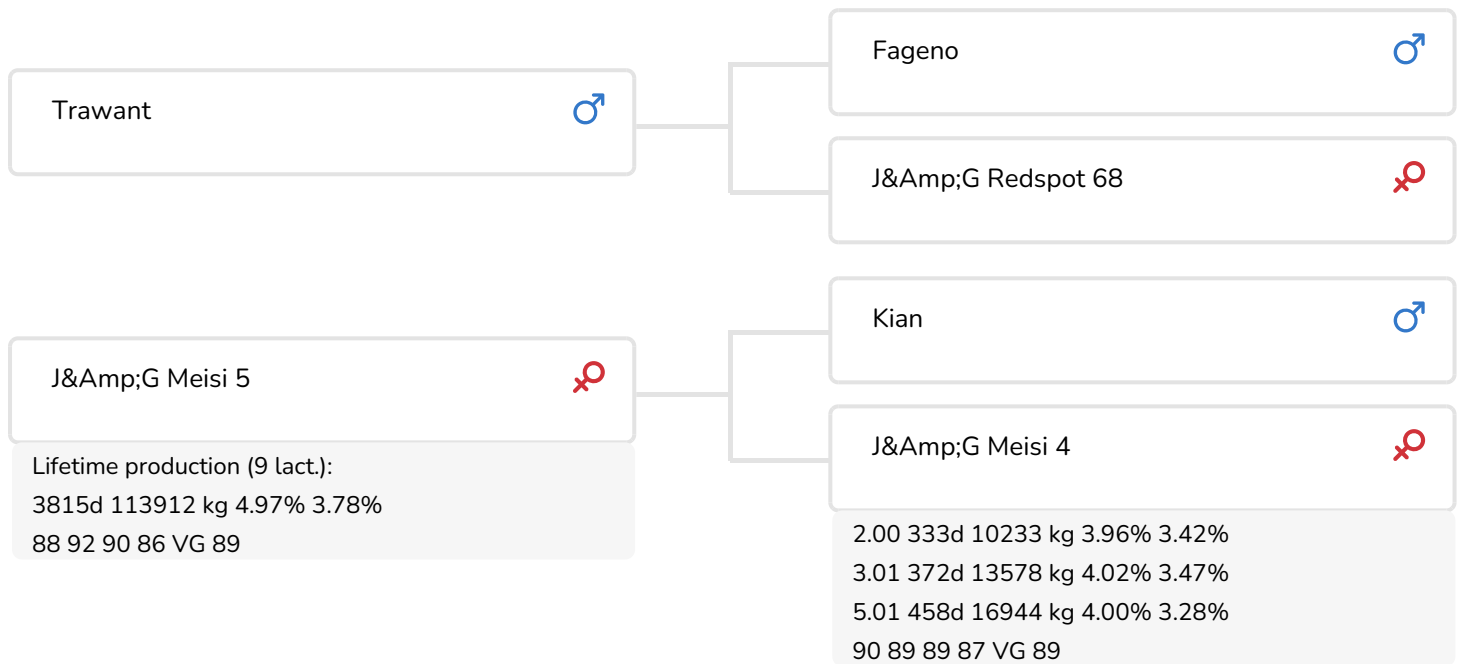 Trawant
Fageno
J&Amp;G Redspot 68
J&Amp;G Meisi 5
Lifetime production (9 lact.):
3815d 113912 kg 4.97% 3.78%
88 92 90 86 VG 89
Kian
J&Amp;G Meisi 4
2.00 333d 10233 kg 3.96% 3.42%
3.01 372d 13578 kg 4.02% 3.47%
5.01 458d 16944 kg 4.00% 3.28%
90 89 89 87 VG 89